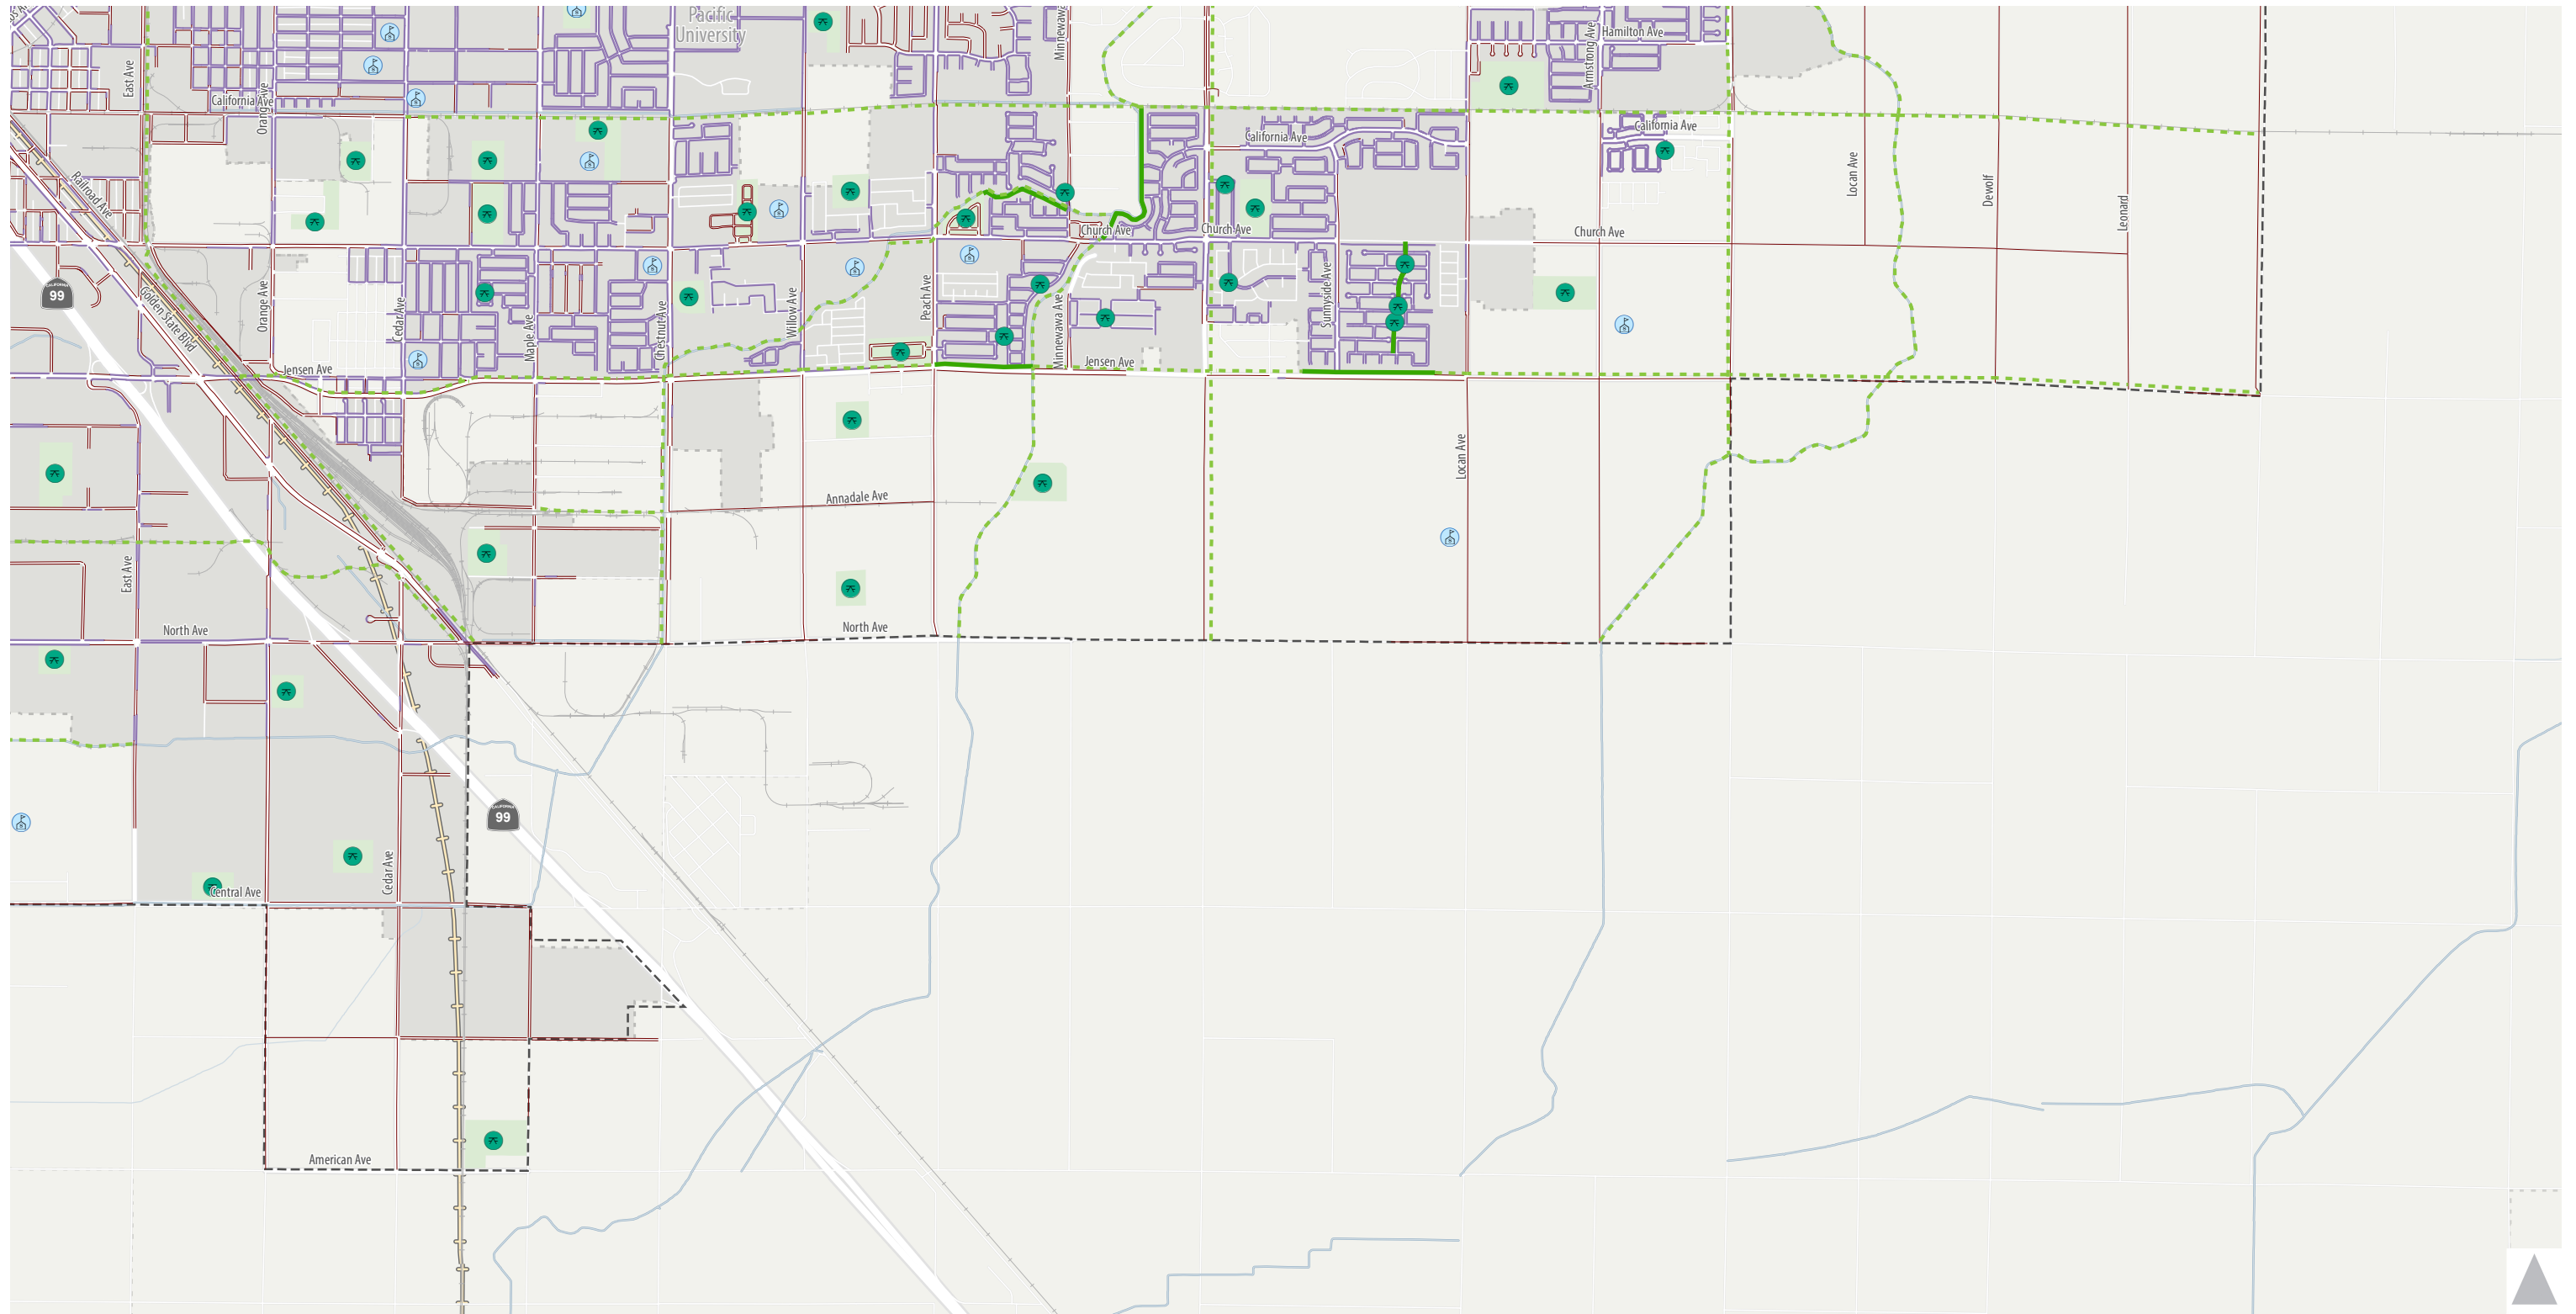 Pacific
University
Minnewawa
Armstrong Ave
Hamilton Ave
East Ave
California Ave
Orange Ave
California Ave
California Ave
Railroad Ave
Locan Ave
Dewolf
Leonard
Church Ave
Church Ave
Church Ave
99
Golden State Blvd
Orange Ave
Cedar Ave
Maple Ave
Chestnut Ave
Willow Ave
Peach Ave
Minnewawa Ave
Sunnyside Ave
Jensen Ave
Jensen Ave
Locan Ave
Annadale Ave
East Ave
North Ave
North Ave
CALIFORNIA
99
Cedar Ave
Central Ave
American Ave